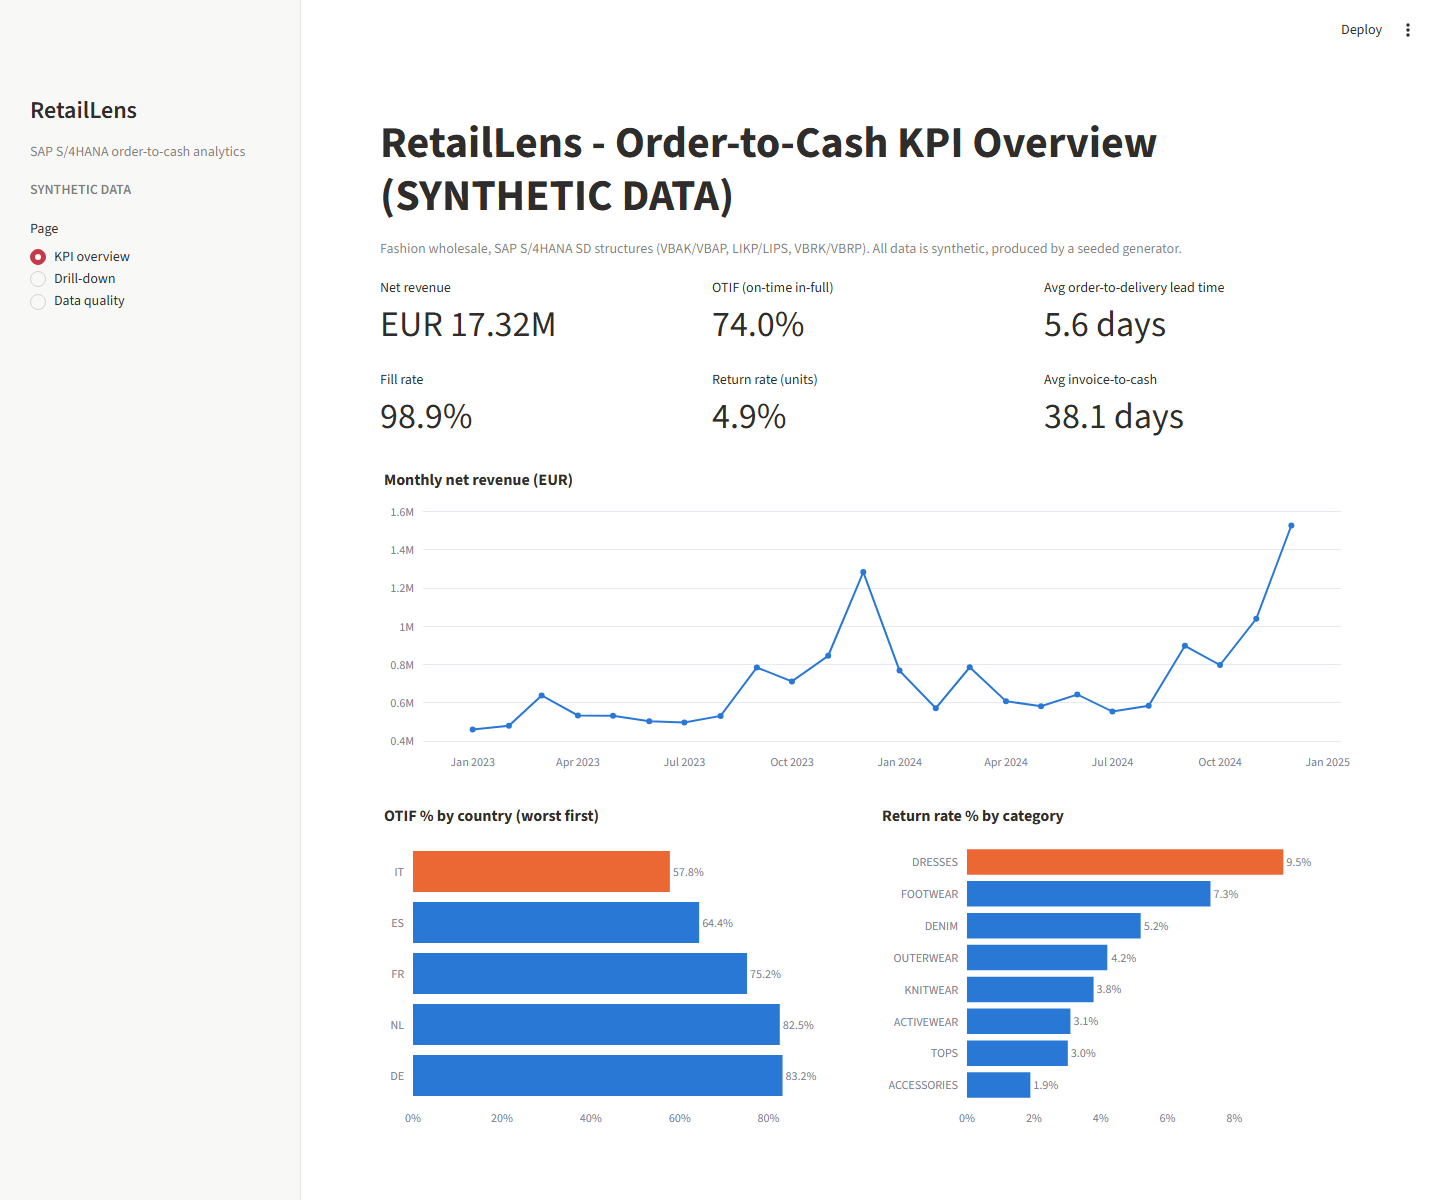 Deploy
RetailLens
SAP S/4HANA order-to-cash analytics
SYNTHETIC DATA
Page
KPI overview
Drill-down
Data quality
RetailLens - Order-to-Cash KPI Overview
(SYNTHETIC DATA)
Fashion wholesale, SAP S/4HANA SD structures (VBAK/VBAP, LIKP/LIPS, VBRK/VBRP). All data is synthetic, produced by a seeded generator.
Net revenue
EUR 17.32M
OTIF (on-time in-full)
74.0%
Avg order-to-delivery lead time
5.6 days
Fill rate
98.9%
Return rate (units)
4.9%
Avg invoice-to-cash
38.1 days
Monthly net revenue (EUR)
1.6M
1.4M
1.2M
1M
0.8M
0.6M
0.4M
Jan 2023 Apr 2023 Jul 2023 Oct 2023 Jan 2024 Apr 2024 Jul 2024 Oct 2024 Jan 2025
OTIF % by country (worst first)
IT 57.8%
ES 64.4%
FR 75.2%
NL 82.5%
DE 83.2%
0% 20% 40% 60% 80%
Return rate % by category
DRESSES 9.5%
FOOTWEAR 7.3%
DENIM 5.2%
OUTERWEAR 4.2%
KNITWEAR 3.8%
ACTIVEWEAR 3.1%
TOPS 3.0%
ACCESSORIES 1.9%
0% 2% 4% 6% 8%